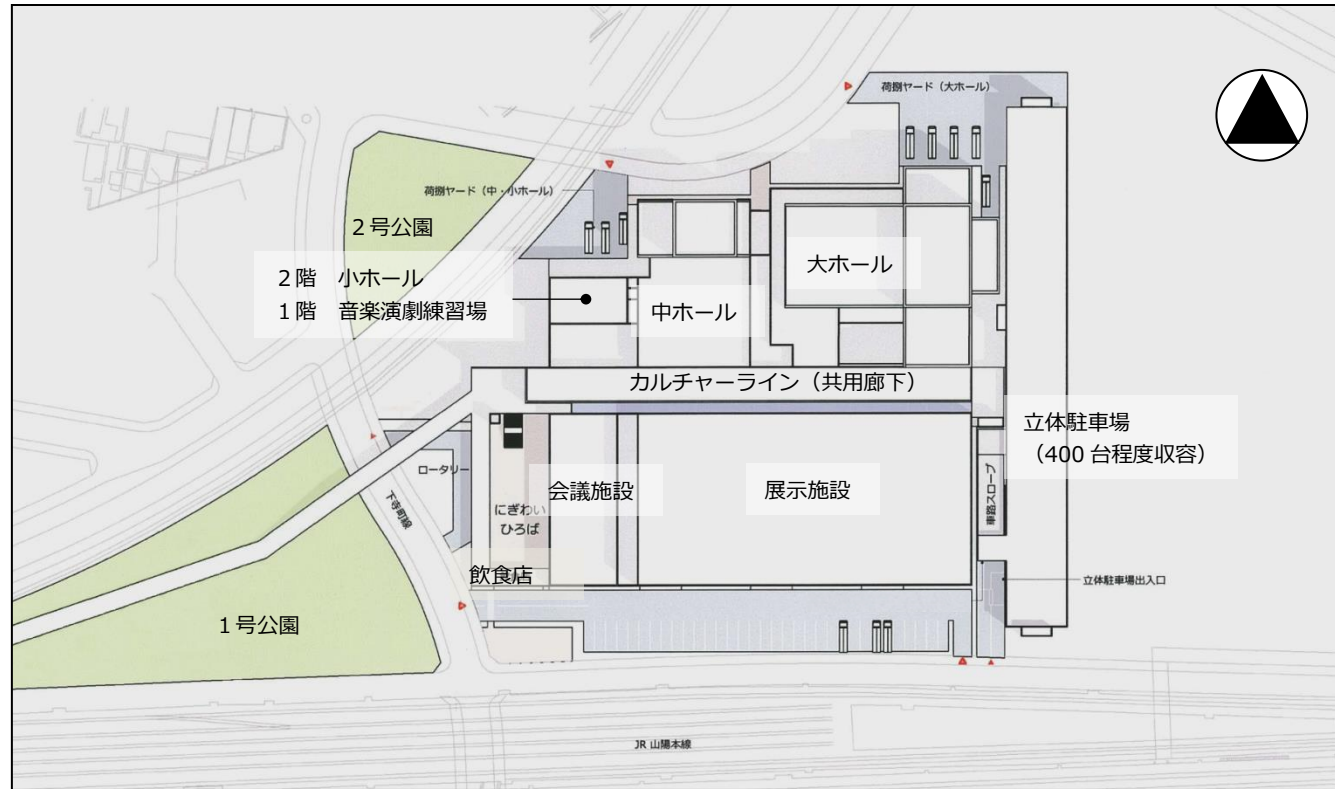 荷捌ヤード（大ホール）
荷捌ヤード（中・小ホール）
２号公園
２階　小ホール
１階　音楽演劇練習場
中ホール
大ホール
カルチャーライン（共用廊下）
立体駐車場
（400 台程度収容）
ロータリー
下寺町線
にぎわい
ひろば
会議施設
展示施設
車路スロープ
飲食店
立体駐車場出入口
１号公園
JR 山陽本線